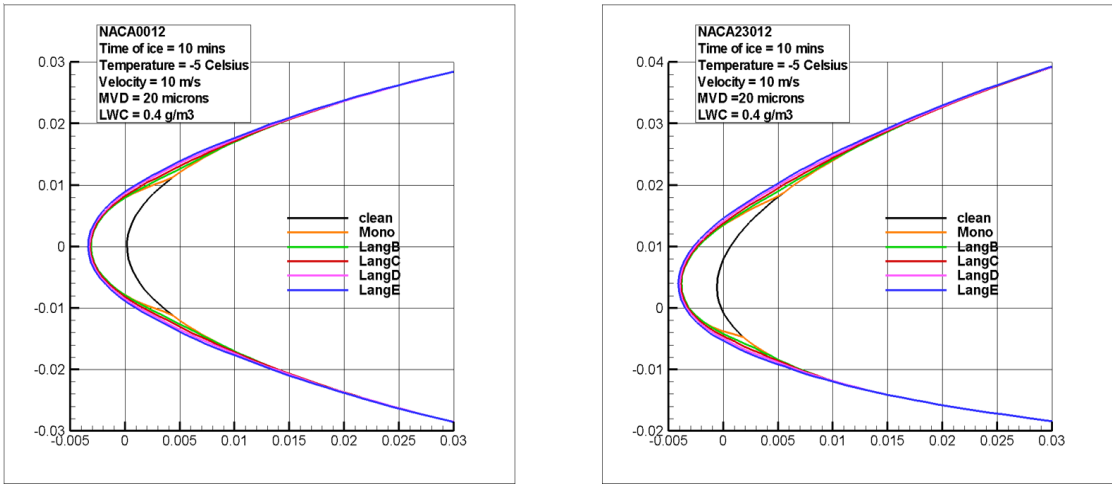 NACA0012
Time of ice = 10 mins
Temperature = -5 Celsius
Velocity = 10 m/s
MVD = 20 microns
LWC = 0.4 g/m3
0.03
0.02
0.01
0
-0.01
-0.02
-0.03
-0.005
0
0.005
0.01
0.015
0.02
0.025
0.03
clean
Mono
LangB
LangC
LangD
LangE
NACA23012
Time of ice = 10 mins
Temperature = -5 Celsius
Velocity = 10 m/s
MVD =20 microns
LWC = 0.4 g/m3
0.04
0.03
0.02
0.01
0
-0.01
-0.02
-0.005
0
0.005
0.01
0.015
0.02
0.025
0.03
clean
Mono
LangB
LangC
LangD
LangE